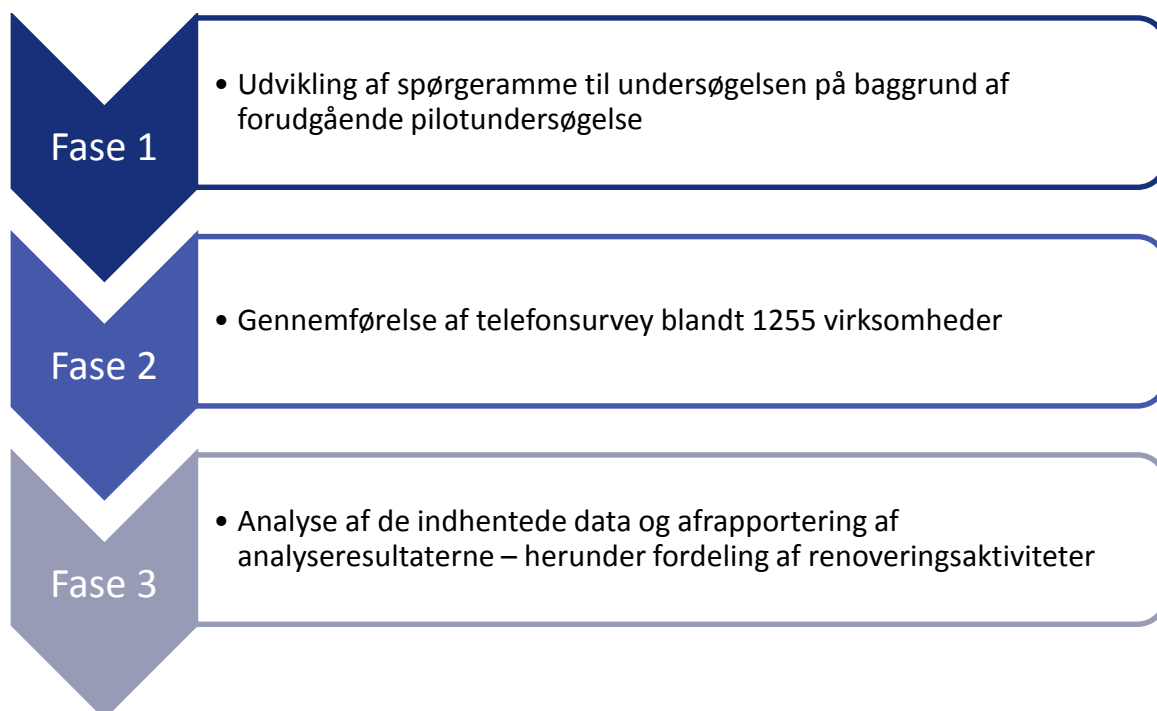 Fase 1
• Udvikling af spørgeramme til undersøgelsen på baggrund af
forudgående pilotundersøgelse
Fase 2
• Gennemførelse af telefonsurvey blandt 1255 virksomheder
Fase 3
• Analyse af de indhentede data og afrapportering af
analyseresultaterne – herunder fordeling af renoveringsaktiviteter